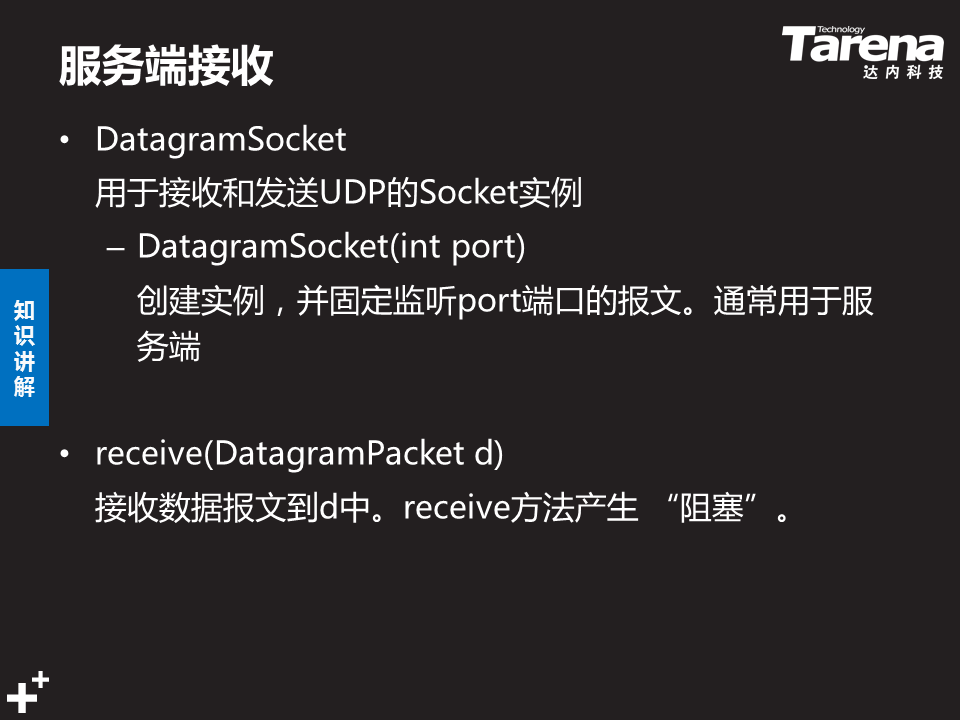 服务端接收
Technology
Tarena
达内科技
• DatagramSocket
用于接收和发送UDP的Socket实例
– DatagramSocket(int port)
创建实例，并固定监听port端口的报文。通常用于服
务端
知
识
讲
解
• receive(DatagramPacket d)
接收数据报文到d中。receive方法产生 “阻塞”。